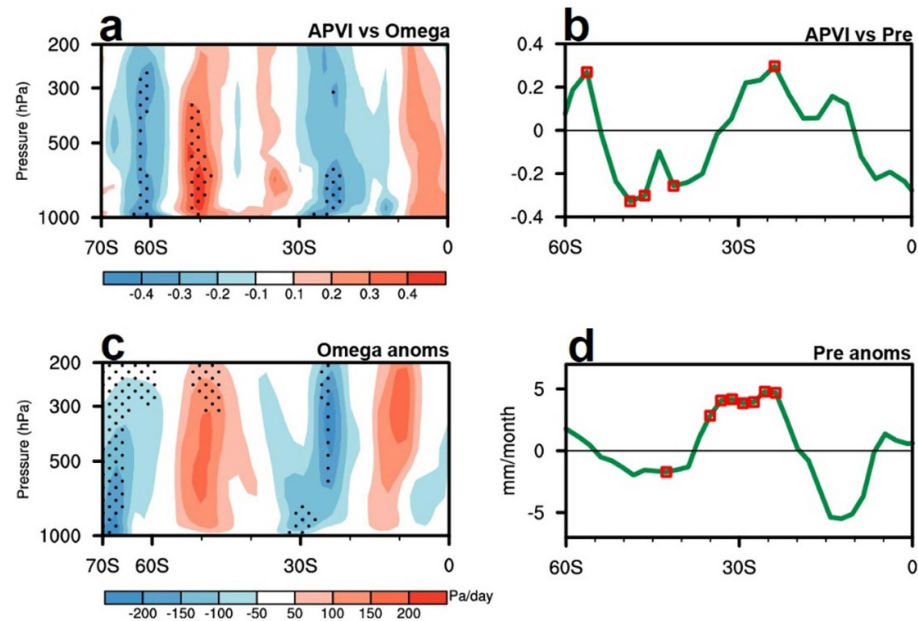 a APVI vs Omega
200
300
500
1000
Pressure (hPa)
70S 60S 30S 0
-0.4 -0.3 -0.2 -0.1 0.1 0.2 0.3 0.4
b APVI vs Pre
0.4
0.2
0
-0.2
-0.4
60S 30S 0
c Omega anoms
200
300
500
1000
Pressure (hPa)
70S 60S 30S 0
-200 -150 -100 -50 50 100 150 200
Pa/day
d Pre anoms
5
0
-5
mm/month
60S 30S 0